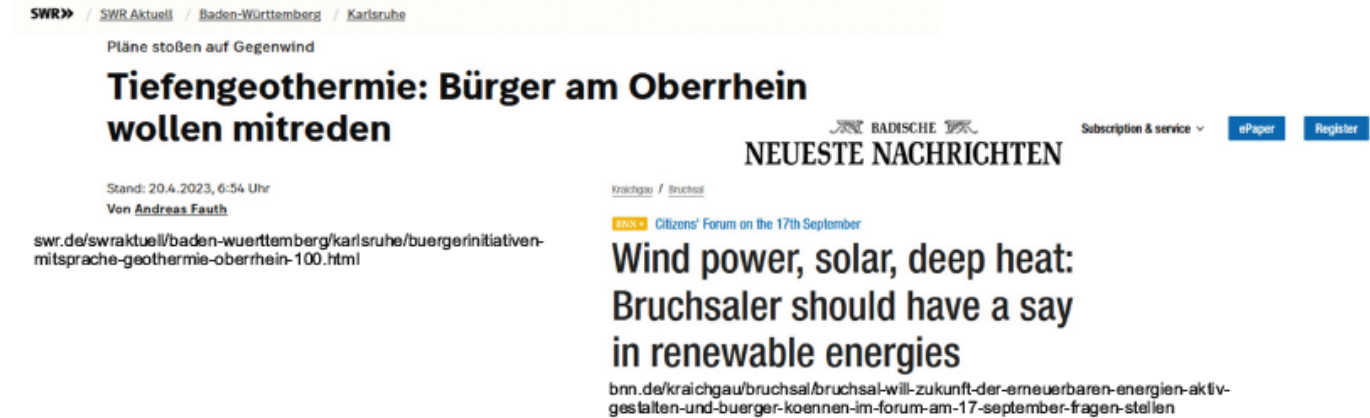 SWR» / SWR Aktuell / Baden-Württemberg / Karlsruhe
Pläne stoßen auf Gegenwind
Tiefengeothermie: Bürger am Oberrhein
wollen mitreden
Stand: 20.4.2023, 6:54 Uhr
Von Andreas Fauth
swr.de/swraktuell/baden-wuerttemberg/karlsruhe/buergerinitiativen-
mitsprache-geothermie-oberrhein-100.html
BADISCHE
NEUESTE NACHRICHTEN
Subscription & service ePaper Register
Kraichgau / Bruchsal
BNN+ Citizens' Forum on the 17th September
Wind power, solar, deep heat:
Bruchsaler should have a say
in renewable energies
bnn.de/kraichgau/bruchsal/bruchsal-will-zukunft-der-erneuerbaren-energien-aktiv-
gestalten-und-buerger-koennen-im-forum-am-17-september-fragen-stellen